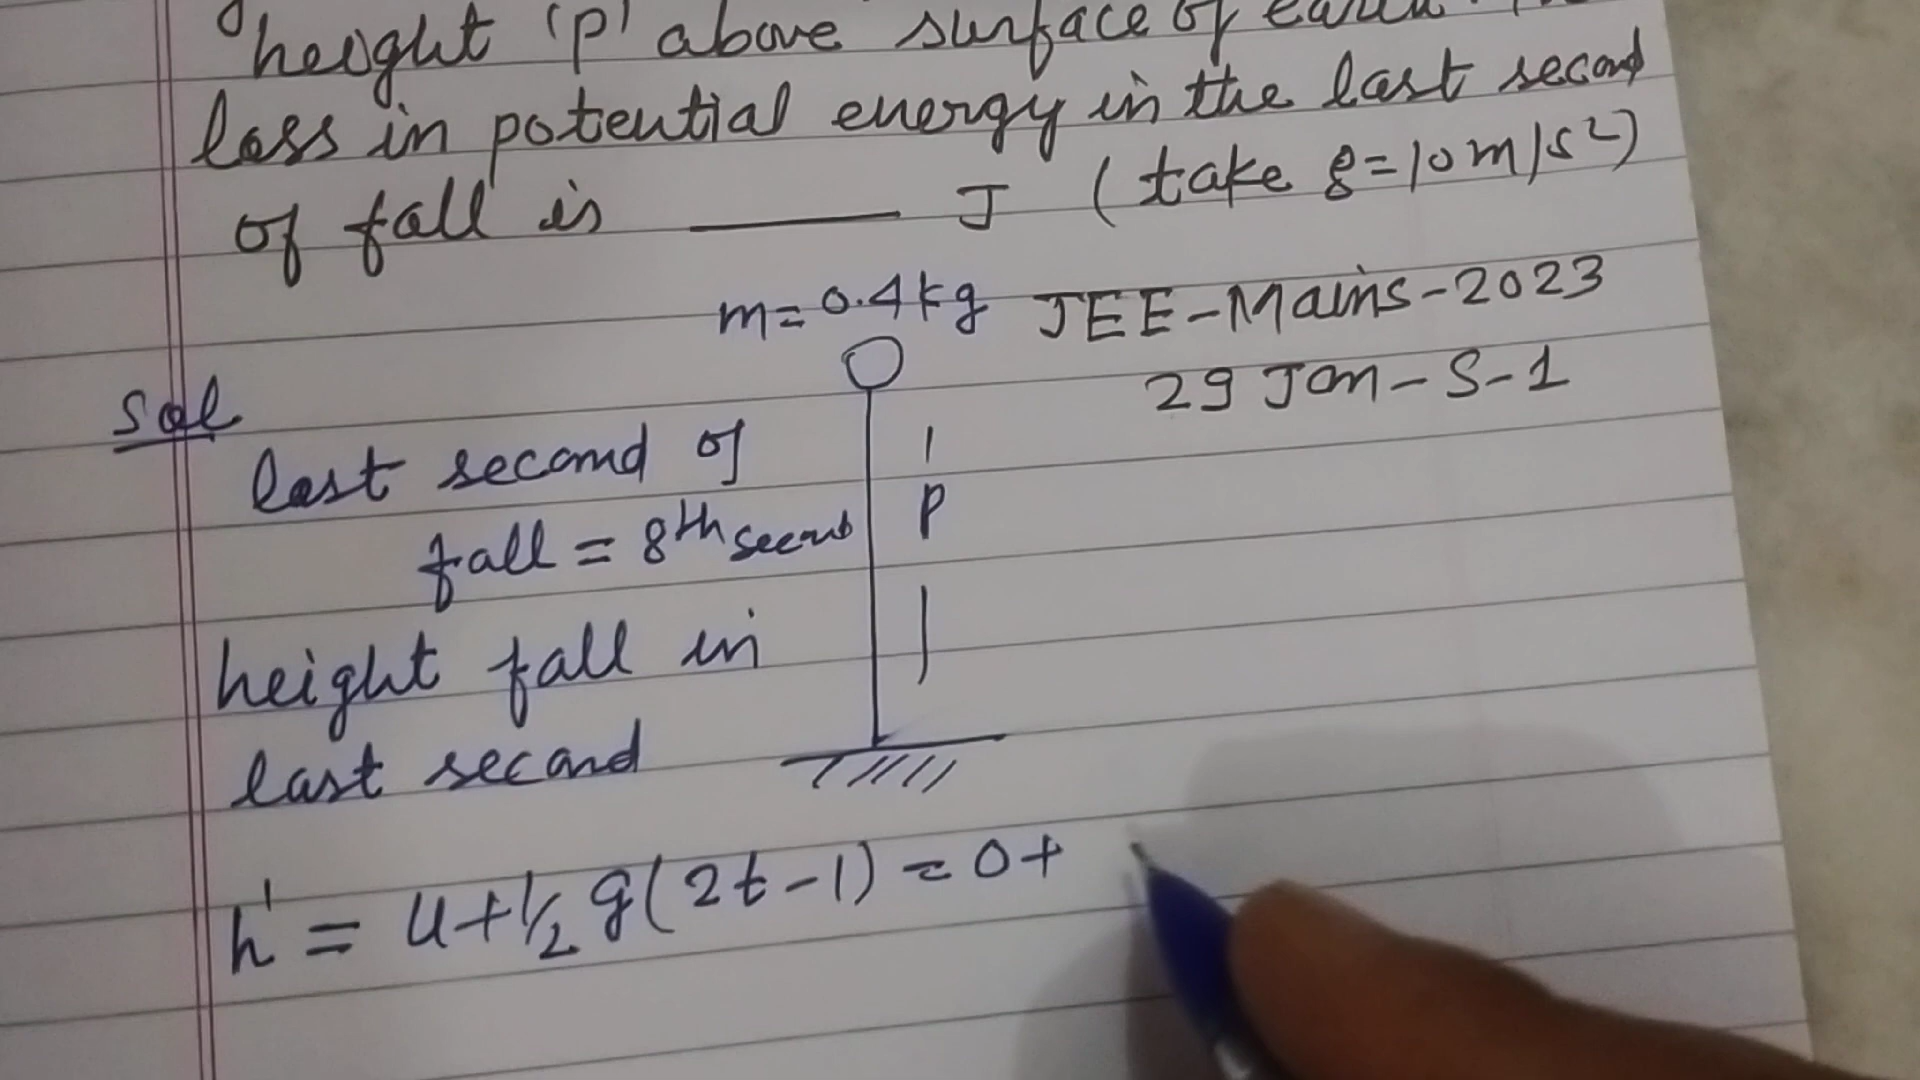 height 'P' above surface of earth.
loss in potential energy in the last second
of fall is ______ J (take g=10m/s²)
m=0.4kg JEE-Mains-2023
29 Jan-S-1
Sol
last second of
fall = 8th second
P
height fall in
last second
h' = u+1/2 g(2t-1) = 0+